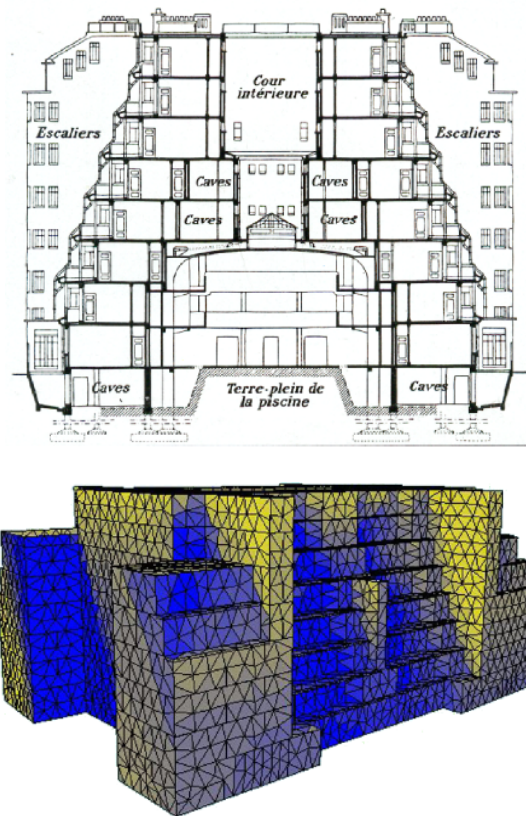 Cour
intérieure
Escaliers
Escaliers
Caves
Caves
Caves
Caves
Caves
Terre-plein de
la piscine
Caves